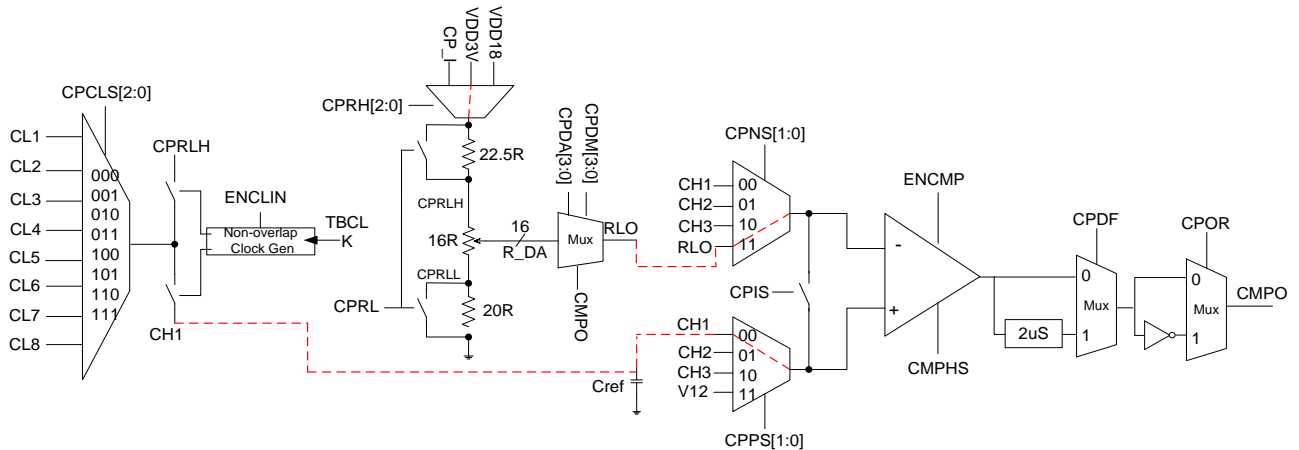 CP_I
VDD3V
VDD18
CPCLS[2:0]
CPRH[2:0]
CL1
CL2
CL3
CL4
CL5
CL6
CL7
CL8
000
001
010
011
100
101
110
111
CPRLH
ENCLIN
Non-overlap
Clock Gen
TBCL
K
CH1
22.5R
CPRLH
16R
CPRLL
20R
CPRL
16
R_DA
CPDA[3:0]
CPDM[3:0]
Mux
RLO
CMPO
CPNS[1:0]
CH1
CH2
CH3
RLO
00
01
10
11
CPIS
CH1
CH2
CH3
V12
00
01
10
11
CPPS[1:0]
Cref
ENCMP
-
+
CMPHS
2uS
CPDF
0
Mux
1
CPOR
0
Mux
1
CMPO